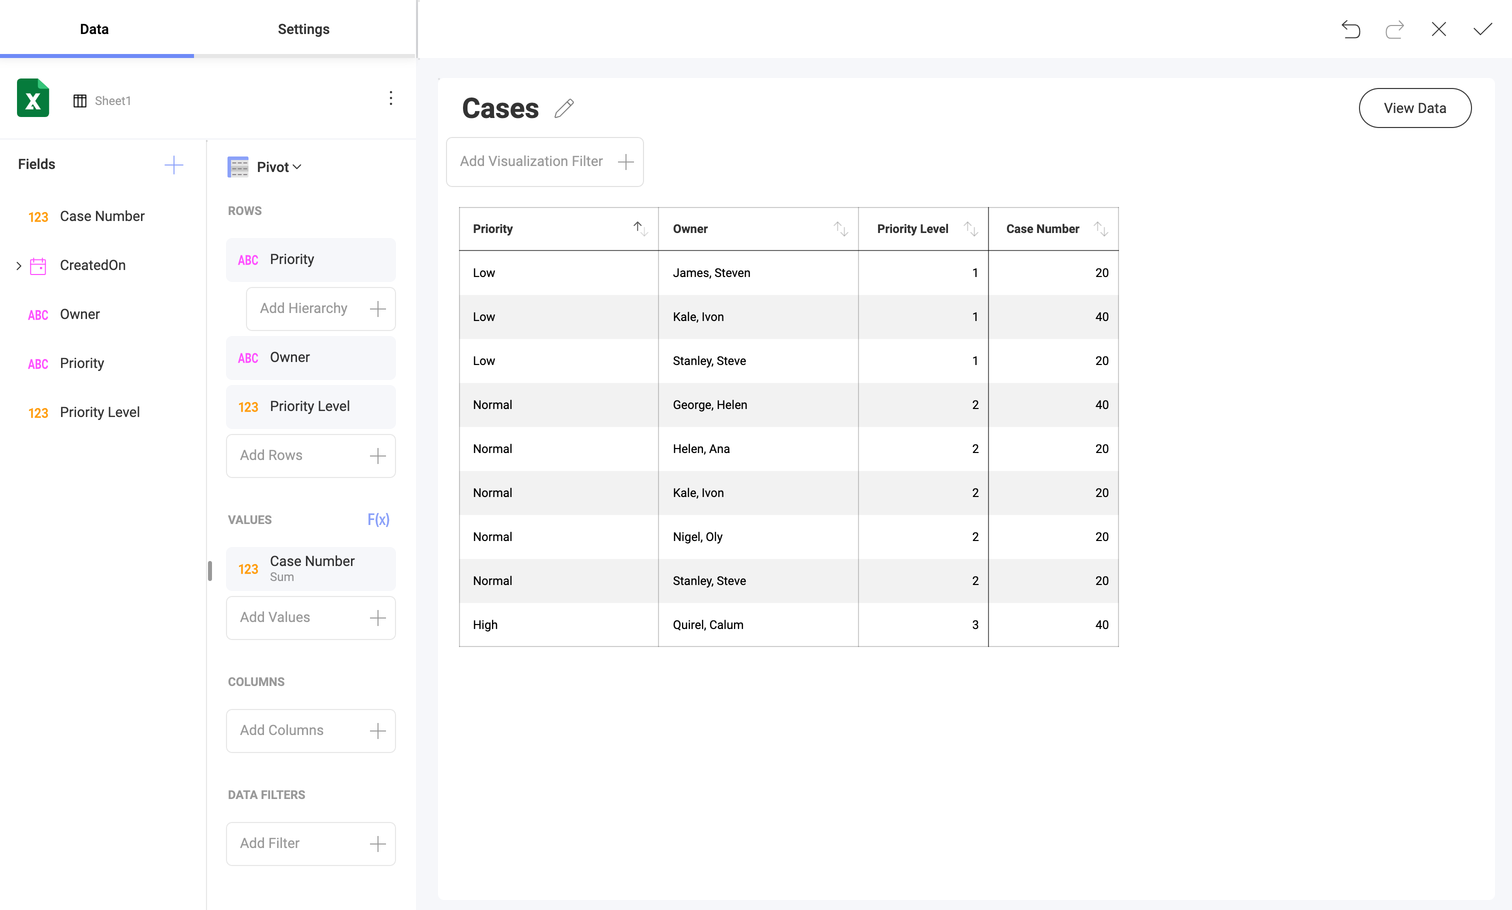 Data
Settings
X
Sheet1
Fields
123 Case Number
CreatedOn
ABC Owner
ABC Priority
123 Priority Level
Pivot
ROWS
ABC Priority
Add Hierarchy
ABC Owner
123 Priority Level
Add Rows
VALUES F(x)
123 Case Number
Sum
Add Values
COLUMNS
Add Columns
DATA FILTERS
Add Filter
Cases
View Data
Add Visualization Filter
Priority Owner Priority Level Case Number
Low James, Steven 1 20
Low Kale, Ivon 1 40
Low Stanley, Steve 1 20
Normal George, Helen 2 40
Normal Helen, Ana 2 20
Normal Kale, Ivon 2 20
Normal Nigel, Oly 2 20
Normal Stanley, Steve 2 20
High Quirel, Calum 3 40